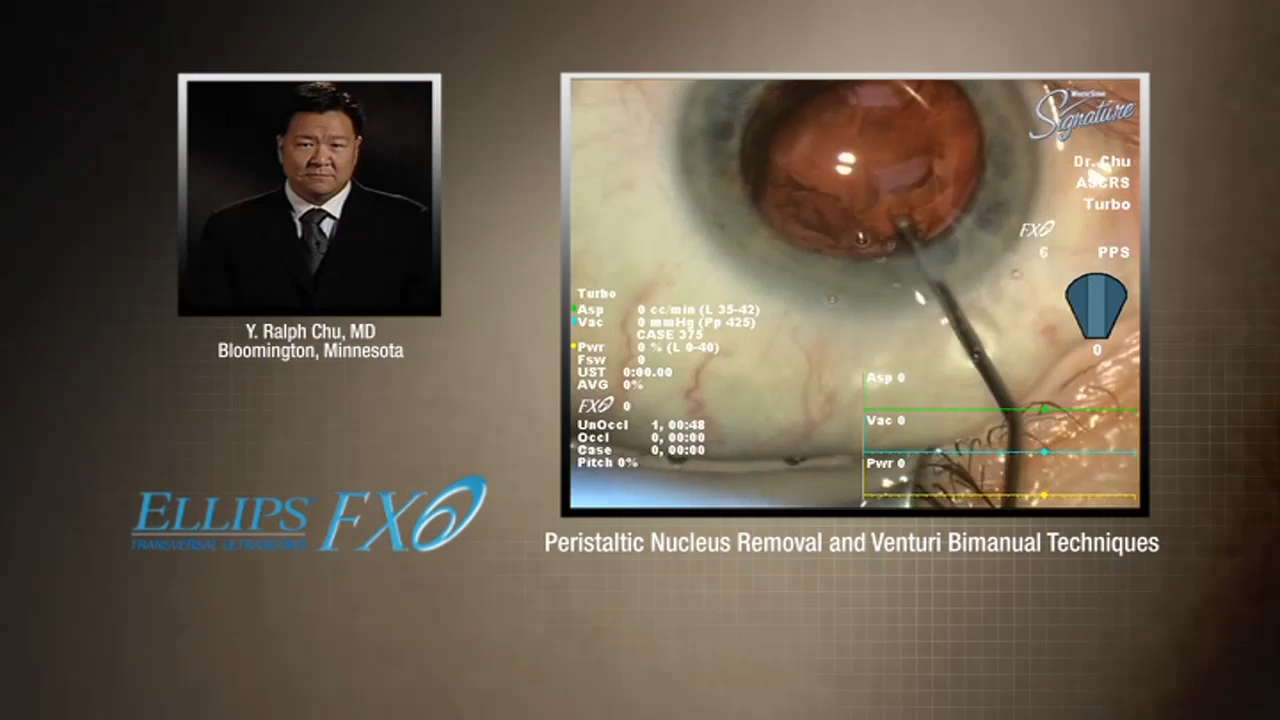 Y. Ralph Chu, MD
Bloomington, Minnesota
ELLIPS FX
TRANSVERSAL ULTRASOUND
Signature
Dr. Chu
ASCRS
Turbo
FX
6 PPS
0
Turbo
Asp 0 cc/min (L 35-42)
Vac 0 mmHg (Pp 425)
CASE 375
Pwr 0 % (L 0-40)
Fsw 0
UST 0:00.00
AVG 0%
FX 0
UnOccl 1, 00:48
Occl 0, 00:00
Case 0, 00:00
Pitch 0%
Asp 0
Vac 0
Pwr 0
Peristaltic Nucleus Removal and Venturi Bimanual Techniques